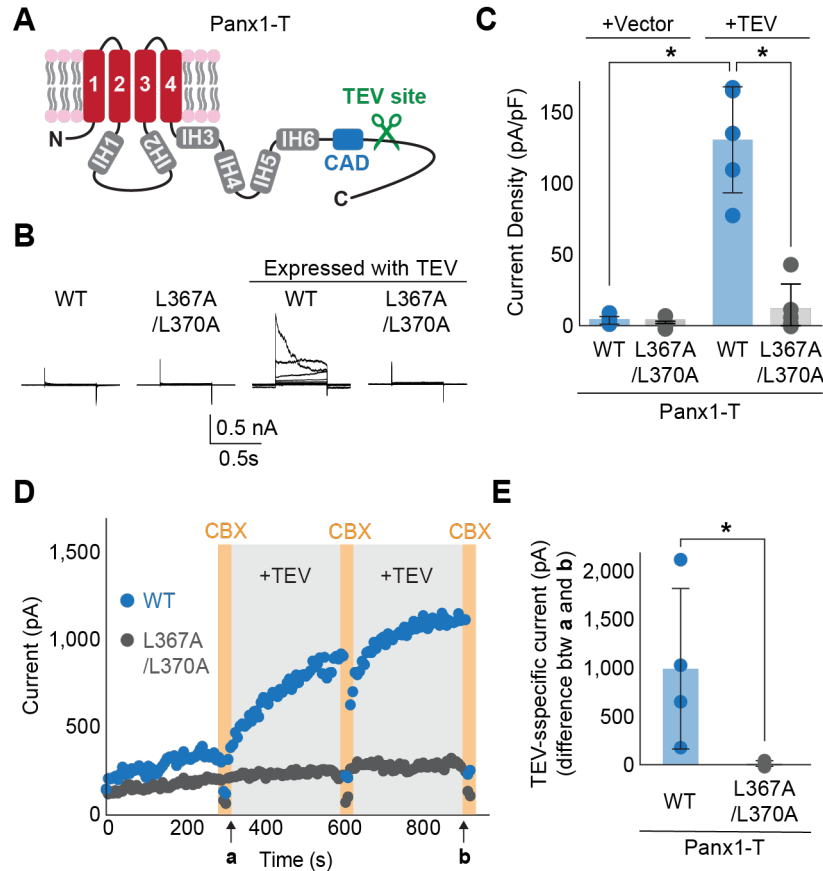 A
Panx1-T
1 2 3 4
TEV site
N
IH1
IH2
IH3
IH4
IH5
IH6
CAD
C
B
Expressed with TEV
WT
L367A
/L370A
WT
L367A
/L370A
0.5 nA
0.5s
C
+Vector +TEV
* *
Current Density (pA/pF)
150
100
50
0
WT L367A
/L370A
WT L367A
/L370A
Panx1-T
D
CBX CBX CBX
+TEV +TEV
WT
L367A
/L370A
Current (pA)
1,500
1,000
500
0
0 200 400 600 800
a Time (s) b
E
*
TEV-sspecific current (pA)
(difference btw a and b)
2,000
1,500
1,000
500
0
WT L367A
/L370A
Panx1-T